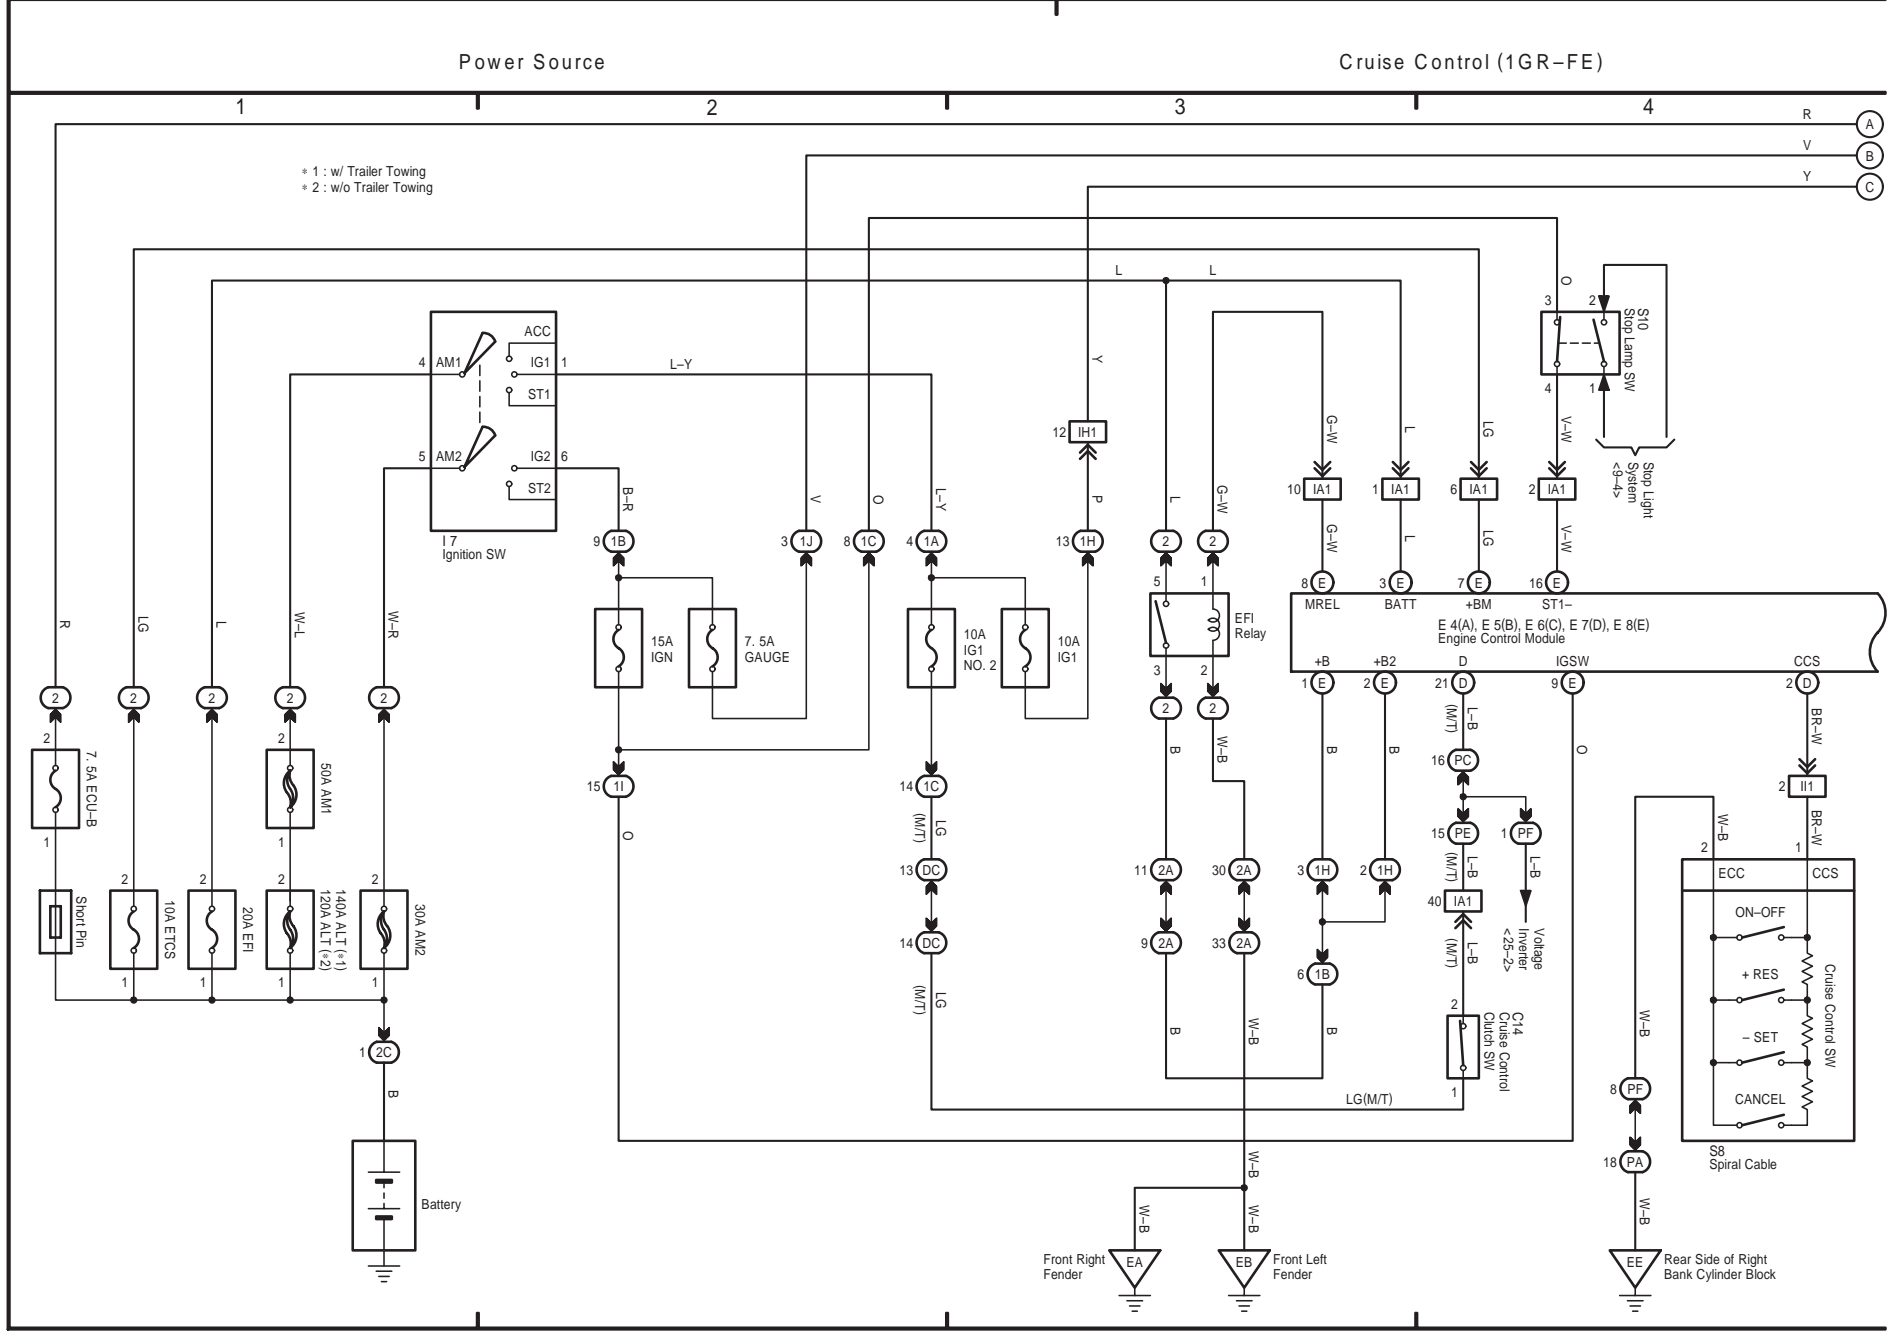 Power Source
Cruise Control (1GR–FE)
1
2
3
4
R
A
V
B
Y
C
∗ 1 : w/ Trailer Towing
∗ 2 : w/o Trailer Towing
L
L
O
3
2
S10
Stop Lamp SW
4
1
ACC
4
AM1
IG1
1
ST1
5
AM2
IG2
6
ST2
I 7
Ignition SW
L–Y
B–R
V
O
L–Y
Y
12
IH1
P
L
G–W
G–W
L
LG
V–W
Stop Light
System
<9–4>
10
IA1
1
IA1
6
IA1
2
IA1
G–W
L
LG
V–W
9
1B
3
1J
8
1C
4
1A
13
1H
2
2
8
E
3
E
7
E
16
E
MREL
BATT
+BM
ST1–
E 4(A), E 5(B), E 6(C), E 7(D), E 8(E)
Engine Control Module
+B
+B2
D
IGSW
CCS
1
E
2
E
21
D
9
E
2
D
5
1
EFI
Relay
3
2
2
2
15A
IGN
7. 5A
GAUGE
10A
IG1
NO. 2
10A
IG1
R
LG
L
W–L
W–R
2
2
2
2
2
2
7. 5A ECU–B
1
2
50A AM1
1
Short Pin
2
10A ETCS
1
2
20A EFI
1
2
140A ALT (∗1)
120A ALT (∗2)
1
2
30A AM2
1
1
2C
B
Battery
15
1I
O
14
1C
LG
(M/T)
13
DC
14
DC
LG
(M/T)
B
W–B
11
2A
30
2A
9
2A
33
2A
B
W–B
B
B
3
1H
2
1H
6
1B
B
L–B
(M/T)
16
PC
15
PE
1
PF
L–B
(M/T)
L–B
40
IA1
L–B
(M/T)
Voltage
Inverter
<25–2>
2
C14
Cruise Control
Clutch SW
1
LG(M/T)
O
BR–W
2
II1
BR–W
W–B
2
1
ECC
CCS
ON–OFF
+ RES
– SET
CANCEL
Cruise Control SW
S8
Spiral Cable
W–B
8
PF
18
PA
W–B
W–B
W–B
W–B
Front Right
Fender
EA
EB
Front Left
Fender
EE
Rear Side of Right
Bank Cylinder Block